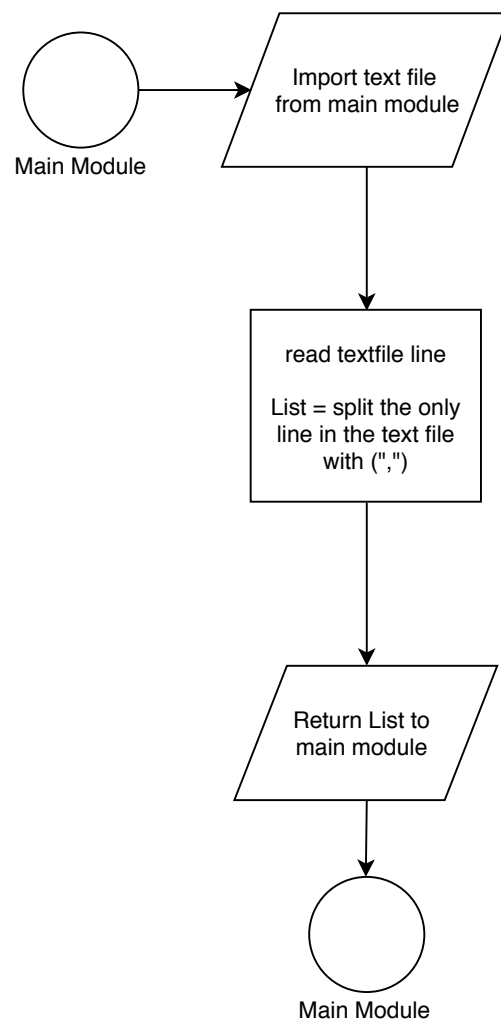 Import text file
from main module
Main Module
read textfile line
List = split the only
line in the text file
with (",")
Return List to
main module
Main Module